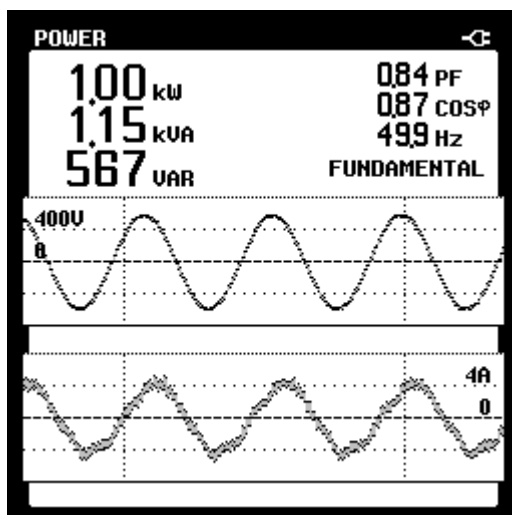 POWER
1.00 kW
1.15 kVA
567 VAR
0.84 PF
0.87 COSφ
49.9 Hz
FUNDAMENTAL
400V
0
4A
0